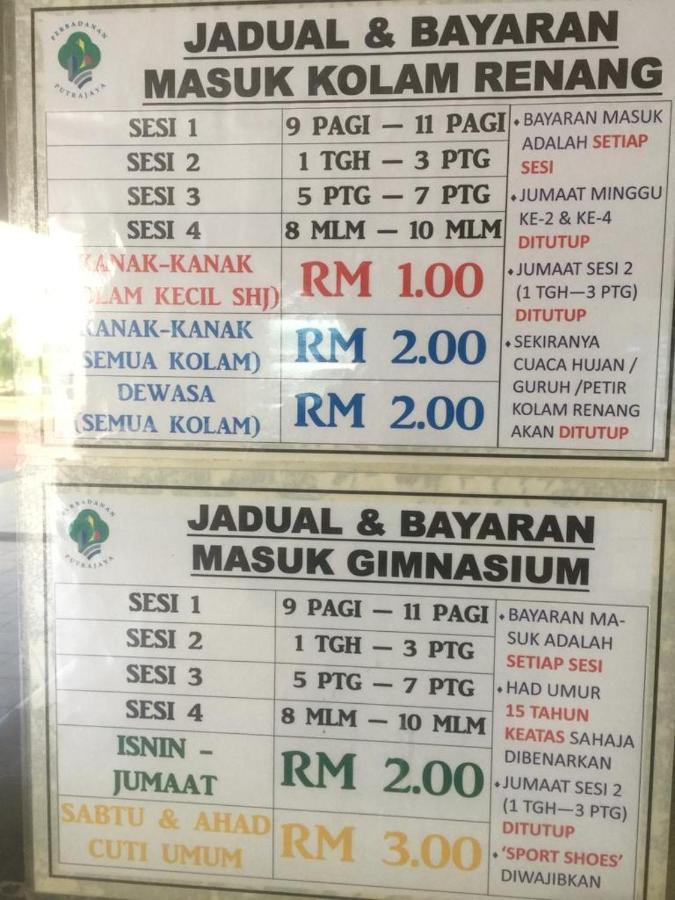 PERBADANAN
PUTRAJAYA
JADUAL & BAYARAN
MASUK KOLAM RENANG
SESI 1
9 PAGI – 11 PAGI
SESI 2
1 TGH – 3 PTG
SESI 3
5 PTG – 7 PTG
SESI 4
8 MLM – 10 MLM
KANAK-KANAK
(KOLAM KECIL SHJ)
RM 1.00
KANAK-KANAK
(SEMUA KOLAM)
RM 2.00
DEWASA
(SEMUA KOLAM)
RM 2.00
♦BAYARAN MASUK
ADALAH SETIAP
SESI
♦JUMAAT MINGGU
KE-2 & KE-4
DITUTUP
♦JUMAAT SESI 2
(1 TGH—3 PTG)
DITUTUP
♦SEKIRANYA
CUACA HUJAN /
GURUH /PETIR
KOLAM RENANG
AKAN DITUTUP
PERBADANAN
PUTRAJAYA
JADUAL & BAYARAN
MASUK GIMNASIUM
SESI 1
9 PAGI – 11 PAGI
SESI 2
1 TGH – 3 PTG
SESI 3
5 PTG – 7 PTG
SESI 4
8 MLM – 10 MLM
ISNIN –
JUMAAT
RM 2.00
SABTU & AHAD
CUTI UMUM
RM 3.00
♦BAYARAN MA-
SUK ADALAH
SETIAP SESI
♦HAD UMUR
15 TAHUN
KEATAS SAHAJA
DIBENARKAN
♦JUMAAT SESI 2
(1 TGH—3 PTG)
DITUTUP
♦'SPORT SHOES'
DIWAJIBKAN